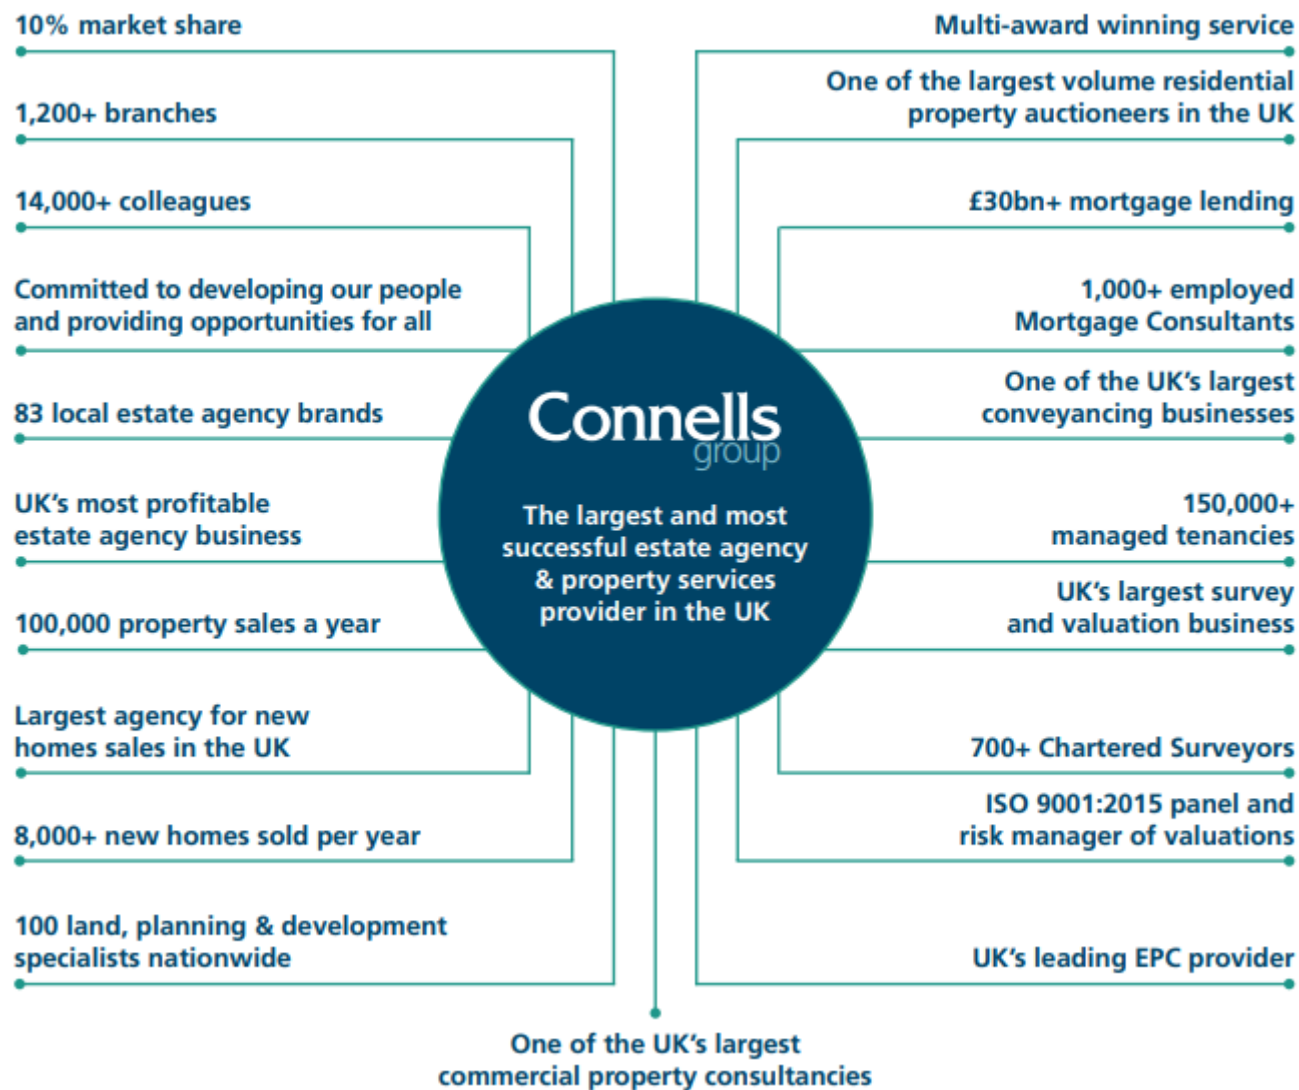 10% market share
1,200+ branches
14,000+ colleagues
Committed to developing our people
and providing opportunities for all
83 local estate agency brands
UK’s most profitable
estate agency business
100,000 property sales a year
Largest agency for new
homes sales in the UK
8,000+ new homes sold per year
100 land, planning & development
specialists nationwide
Connells
group
The largest and most
successful estate agency
& property services
provider in the UK
Multi-award winning service
One of the largest volume residential
property auctioneers in the UK
£30bn+ mortgage lending
1,000+ employed
Mortgage Consultants
One of the UK’s largest
conveyancing businesses
150,000+
managed tenancies
UK’s largest survey
and valuation business
700+ Chartered Surveyors
ISO 9001:2015 panel and
risk manager of valuations
UK’s leading EPC provider
One of the UK’s largest
commercial property consultancies